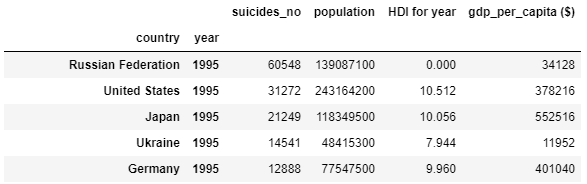 suicides_no population HDI for year gdp_per_capita ($)
country year
Russian Federation 1995 60548 139087100 0.000 34128
United States 1995 31272 243164200 10.512 378216
Japan 1995 21249 118349500 10.056 552516
Ukraine 1995 14541 48415300 7.944 11952
Germany 1995 12888 77547500 9.960 401040